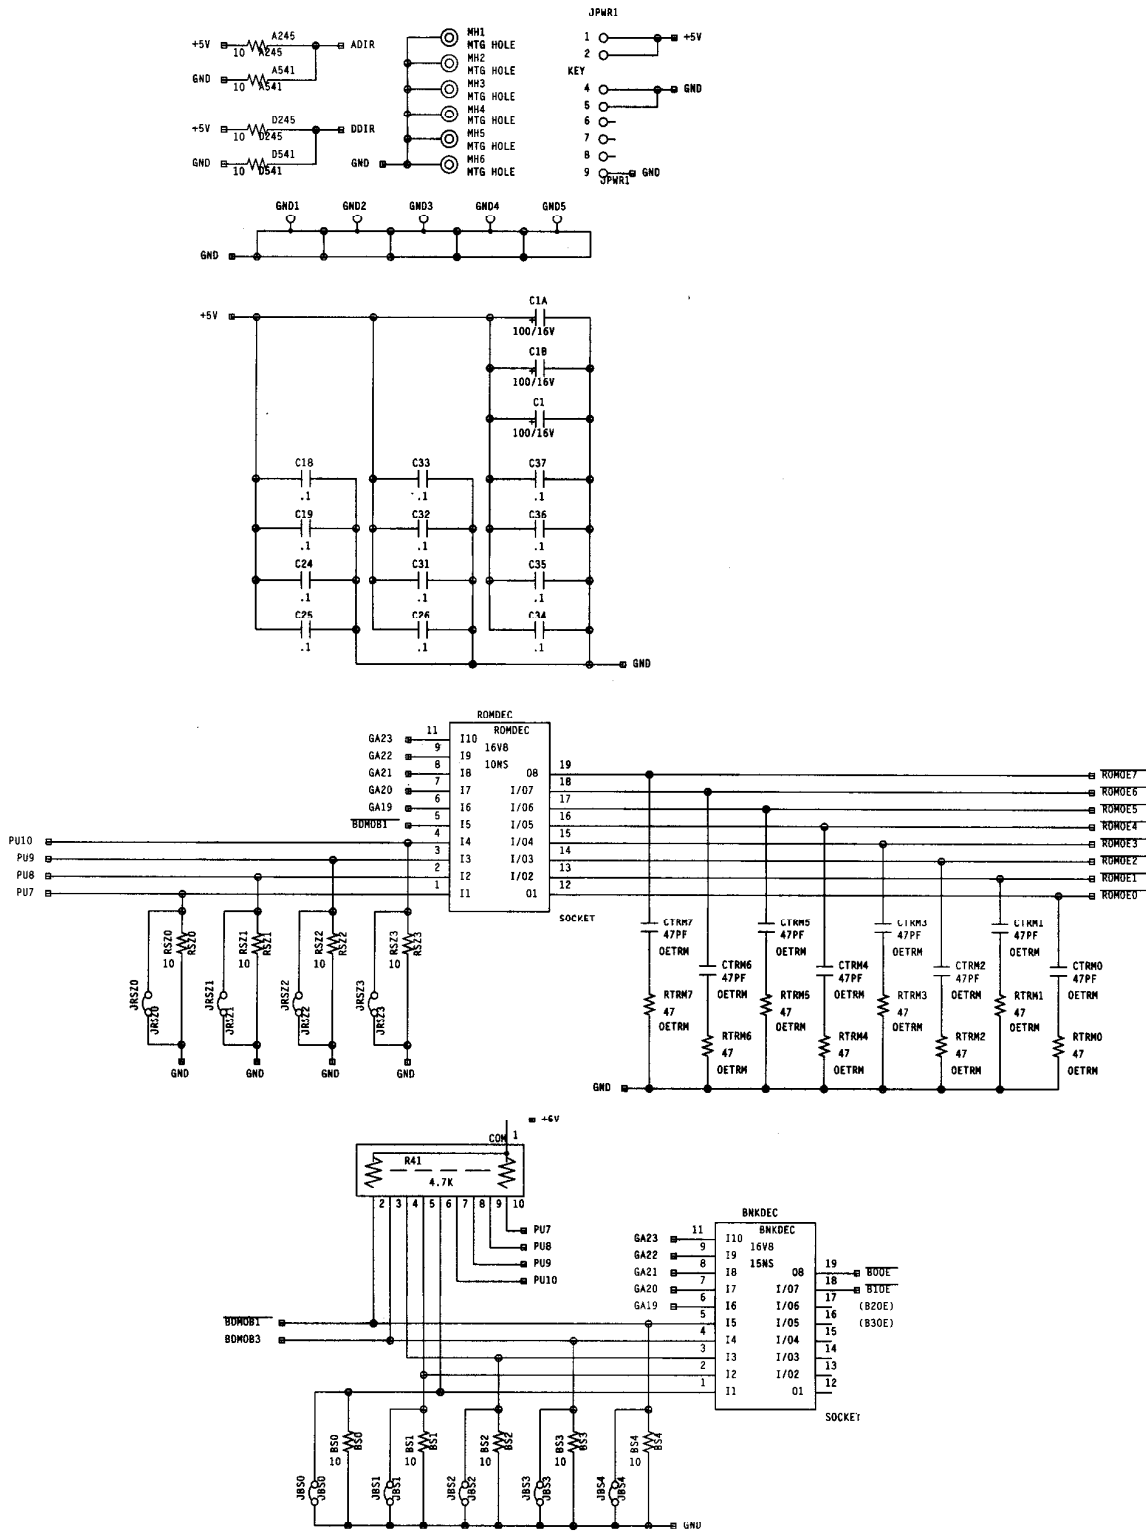 JPWR1
+5V 10 A245 A245 ADIR
GND 10 A541 A541
+5V 10 D245 D245 DDIR
GND 10 D541 D541
MH1
MTG HOLE
MH2
MTG HOLE
MH3
MTG HOLE
MH4
MTG HOLE
MH5
MTG HOLE
MH6
MTG HOLE
GND
1 +5V
2
KEY
4 GND
5
6
7
8
9 GND
JPWR1
GND1 GND2 GND3 GND4 GND5
GND
+5V
C1A
100/16V
C1B
100/16V
C1
100/16V
C18 C33 C37
.1 .1 .1
C19 C32 C36
.1 .1 .1
C24 C31 C35
.1 .1 .1
C25 C26 C34
.1 .1 .1
GND
ROMDEC
ROMDEC
16V8
10NS
GA23 11 I10
GA22 9 I9
GA21 8 I8 O8 19 ROMOE7
GA20 7 I7 I/O7 18 ROMOE6
GA19 6 I6 I/O6 17 ROMOE5
BDMOB1 5 I5 I/O5 16 ROMOE4
PU10 4 I4 I/O4 15 ROMOE3
PU9 3 I3 I/O3 14 ROMOE2
PU8 2 I2 I/O2 13 ROMOE1
PU7 1 I1 O1 12 ROMOE0
SOCKET
RSZ0 RSZ0 10 RSZ1 RSZ1 10 RSZ2 RSZ2 10 RSZ3 RSZ3 10
JRSZ0 JRSZ0 JRSZ1 JRSZ1 JRSZ2 JRSZ2 JRSZ3 JRSZ3
GND GND GND GND
CTRM7 CTRM5 CTRM3 CTRM1
47PF 47PF 47PF 47PF
OETRM OETRM OETRM OETRM
CTRM6 CTRM4 CTRM2 CTRM0
47PF 47PF 47PF 47PF
OETRM OETRM OETRM OETRM
RTRM7 RTRM5 RTRM3 RTRM1
47 47 47 47
OETRM OETRM OETRM OETRM
RTRM6 RTRM4 RTRM2 RTRM0
47 47 47 47
OETRM OETRM OETRM OETRM
GND
+6V
COM 1
R41
4.7K
2 3 4 5 6 7 8 9 10
PU7
PU8
PU9
PU10
BNKDEC
BNKDEC
16V8
15NS
GA23 11 I10
GA22 9 I9
GA21 8 I8 O8 19 B0OE
GA20 7 I7 I/O7 18 B1OE
GA19 6 I6 I/O6 17 (B2OE)
BDMOB1 5 I5 I/O5 16 (B3OE)
BDMOB3 4 I4 I/O4 15
3 I3 I/O3 14
2 I2 I/O2 13
1 I1 O1 12
SOCKET
BS0 BS0 10 BS1 BS1 10 BS2 BS2 10 BS3 BS3 10 BS4 BS4 10
JBS0 JBS0 JBS1 JBS1 JBS2 JBS2 JBS3 JBS3 JBS4 JBS4
GND